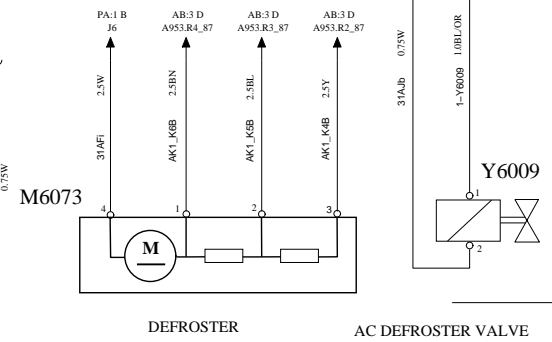 PA:1 B
J6
AB:3 D
A953.R4_87
AB:3 D
A953.R3_87
AB:3 D
A953.R2_87
2.5W
2.5BN
2.5BL
2.5Y
0.75W
1.0BL/OR
31AFi
AK1_K6B
AK1_K5B
AK1_K4B
31AJb
1-Y6009
0.75W
M6073
Y6009
4
1
2
3
1
2
M
DEFROSTER
AC DEFROSTER VALVE